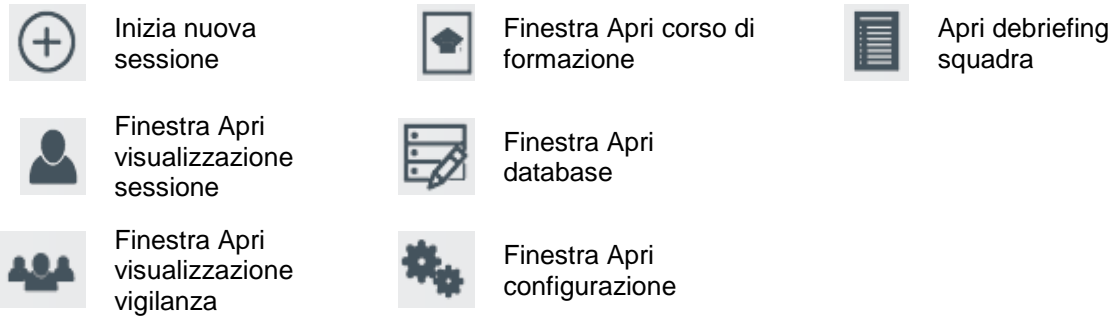 Inizia nuova
sessione
Finestra Apri corso di
formazione
Apri debriefing
squadra
Finestra Apri
visualizzazione
sessione
Finestra Apri
database
Finestra Apri
visualizzazione
vigilanza
Finestra Apri
configurazione